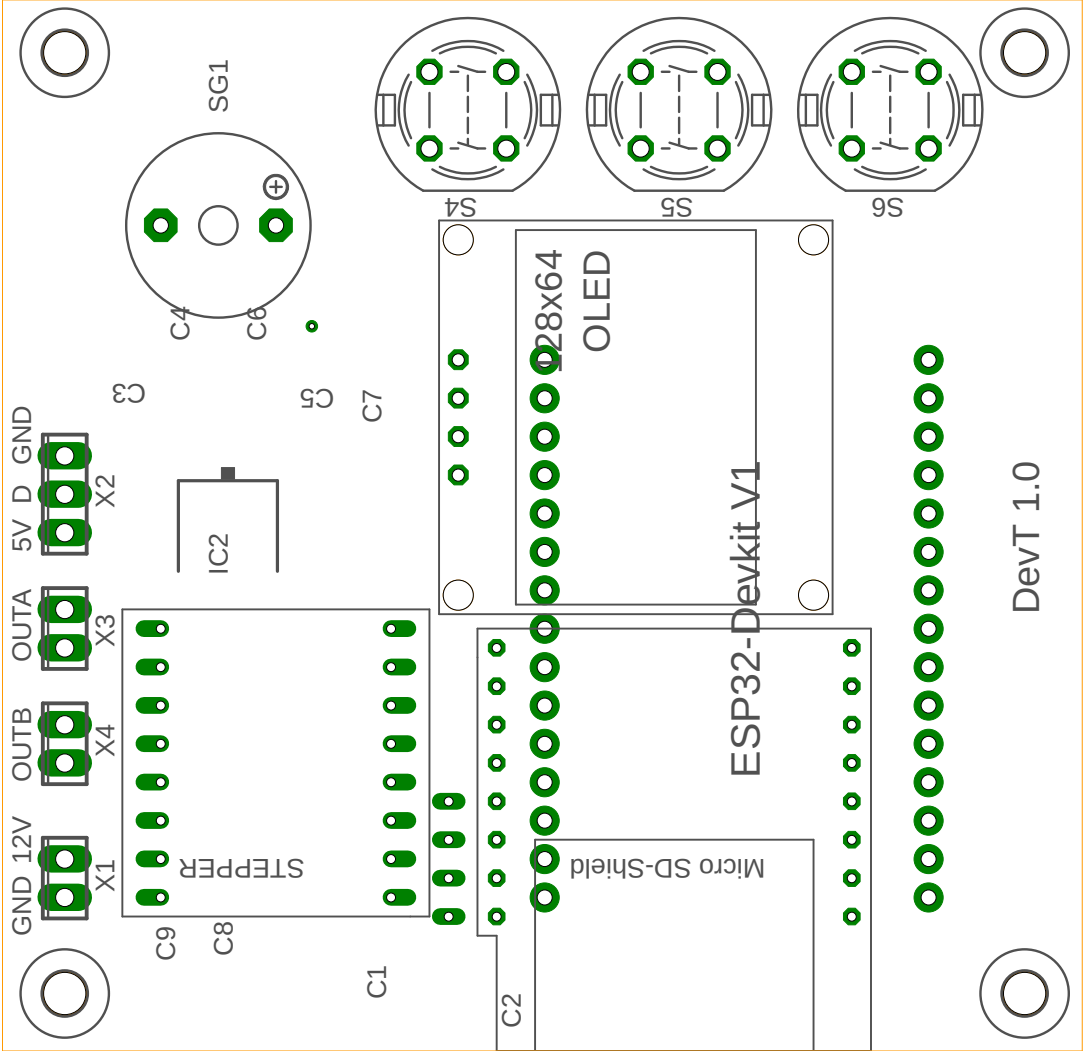 SG1
S4
S5
S6
128x64
OLED
C4
C6
C3
C5
C7
GND
D
5V
X2
IC2
ESP32-Devkit V1
DevT 1.0
OUTA
X3
OUTB
X4
12V
GND
X1
STEPPER
Micro SD-Shield
C9
C8
C1
C2